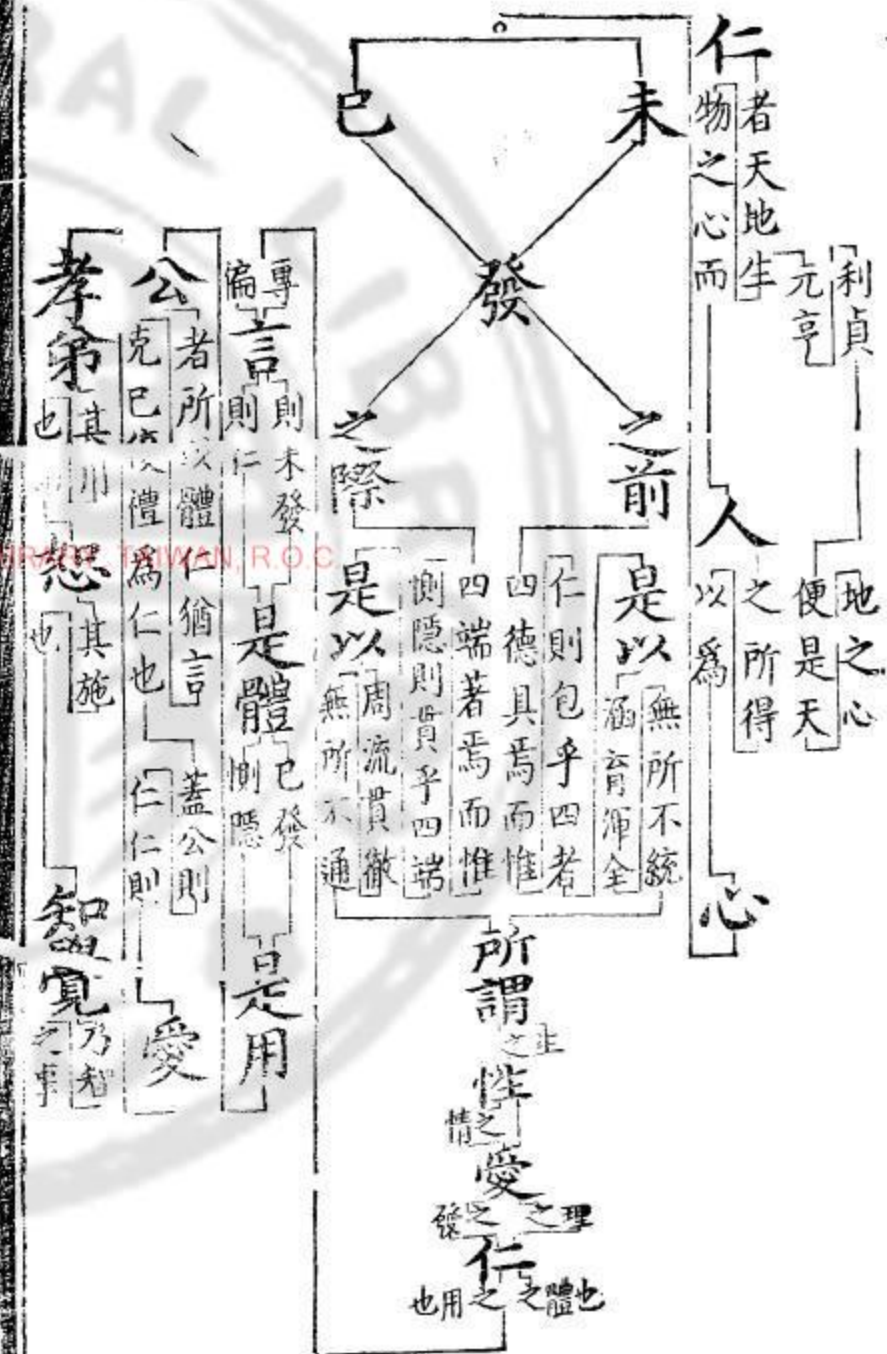 利貞
元亨
地之心
便是天
仁
者天地生
物之心而
人
之所得
以爲
心
未
已
發
之前
之際
是以
無所不統
涵育渾全
仁則包乎四者
四德具焉而惟
四端著焉而惟
惻隱則貫乎四端
是以
周流貫徹
無所不通
所謂
生之
性
情之
愛
之理
發之
仁
之體也
也用之
專
偏
言
則未發
則仁
是體
已發
惻隱
是用
公
者所以體仁猶言
克己復禮爲仁也
蓋公則
仁仁則
愛
孝弟
其用
也
恕
其施
也
知覺
乃智
之事
RARY, TAIWAN, R.O.C